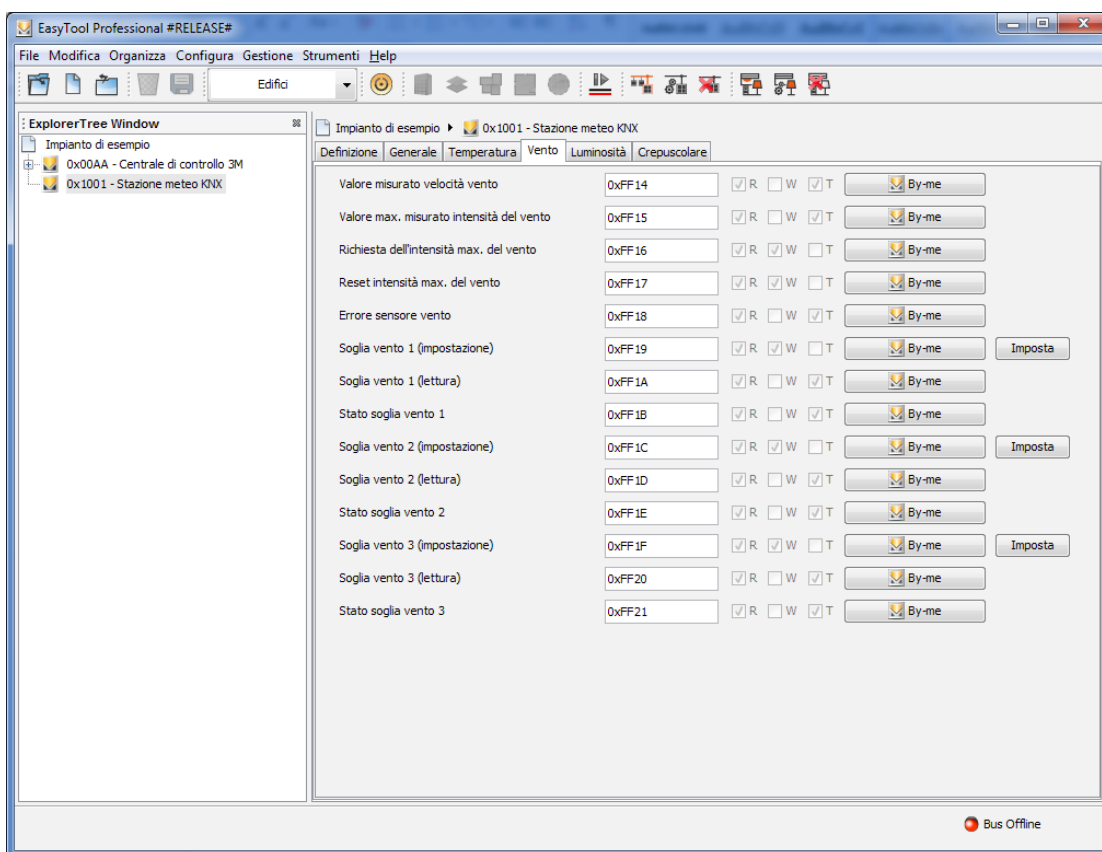 EasyTool Professional #RELEASE#
File Modifica Organizza Configura Gestione Strumenti Help
Edifici
ExplorerTree Window
Impianto di esempio
0x00AA - Centrale di controllo 3M
0x1001 - Stazione meteo KNX
Impianto di esempio 0x1001 - Stazione meteo KNX
Definizione Generale Temperatura Vento Luminosità Crepuscolare
Valore misurato velocità vento 0xFF14 R W T By-me
Valore max. misurato intensità del vento 0xFF15 R W T By-me
Richiesta dell'intensità max. del vento 0xFF16 R W T By-me
Reset intensità max. del vento 0xFF17 R W T By-me
Errore sensore vento 0xFF18 R W T By-me
Soglia vento 1 (impostazione) 0xFF19 R W T By-me Imposta
Soglia vento 1 (lettura) 0xFF1A R W T By-me
Stato soglia vento 1 0xFF1B R W T By-me
Soglia vento 2 (impostazione) 0xFF1C R W T By-me Imposta
Soglia vento 2 (lettura) 0xFF1D R W T By-me
Stato soglia vento 2 0xFF1E R W T By-me
Soglia vento 3 (impostazione) 0xFF1F R W T By-me Imposta
Soglia vento 3 (lettura) 0xFF20 R W T By-me
Stato soglia vento 3 0xFF21 R W T By-me
Bus Offline